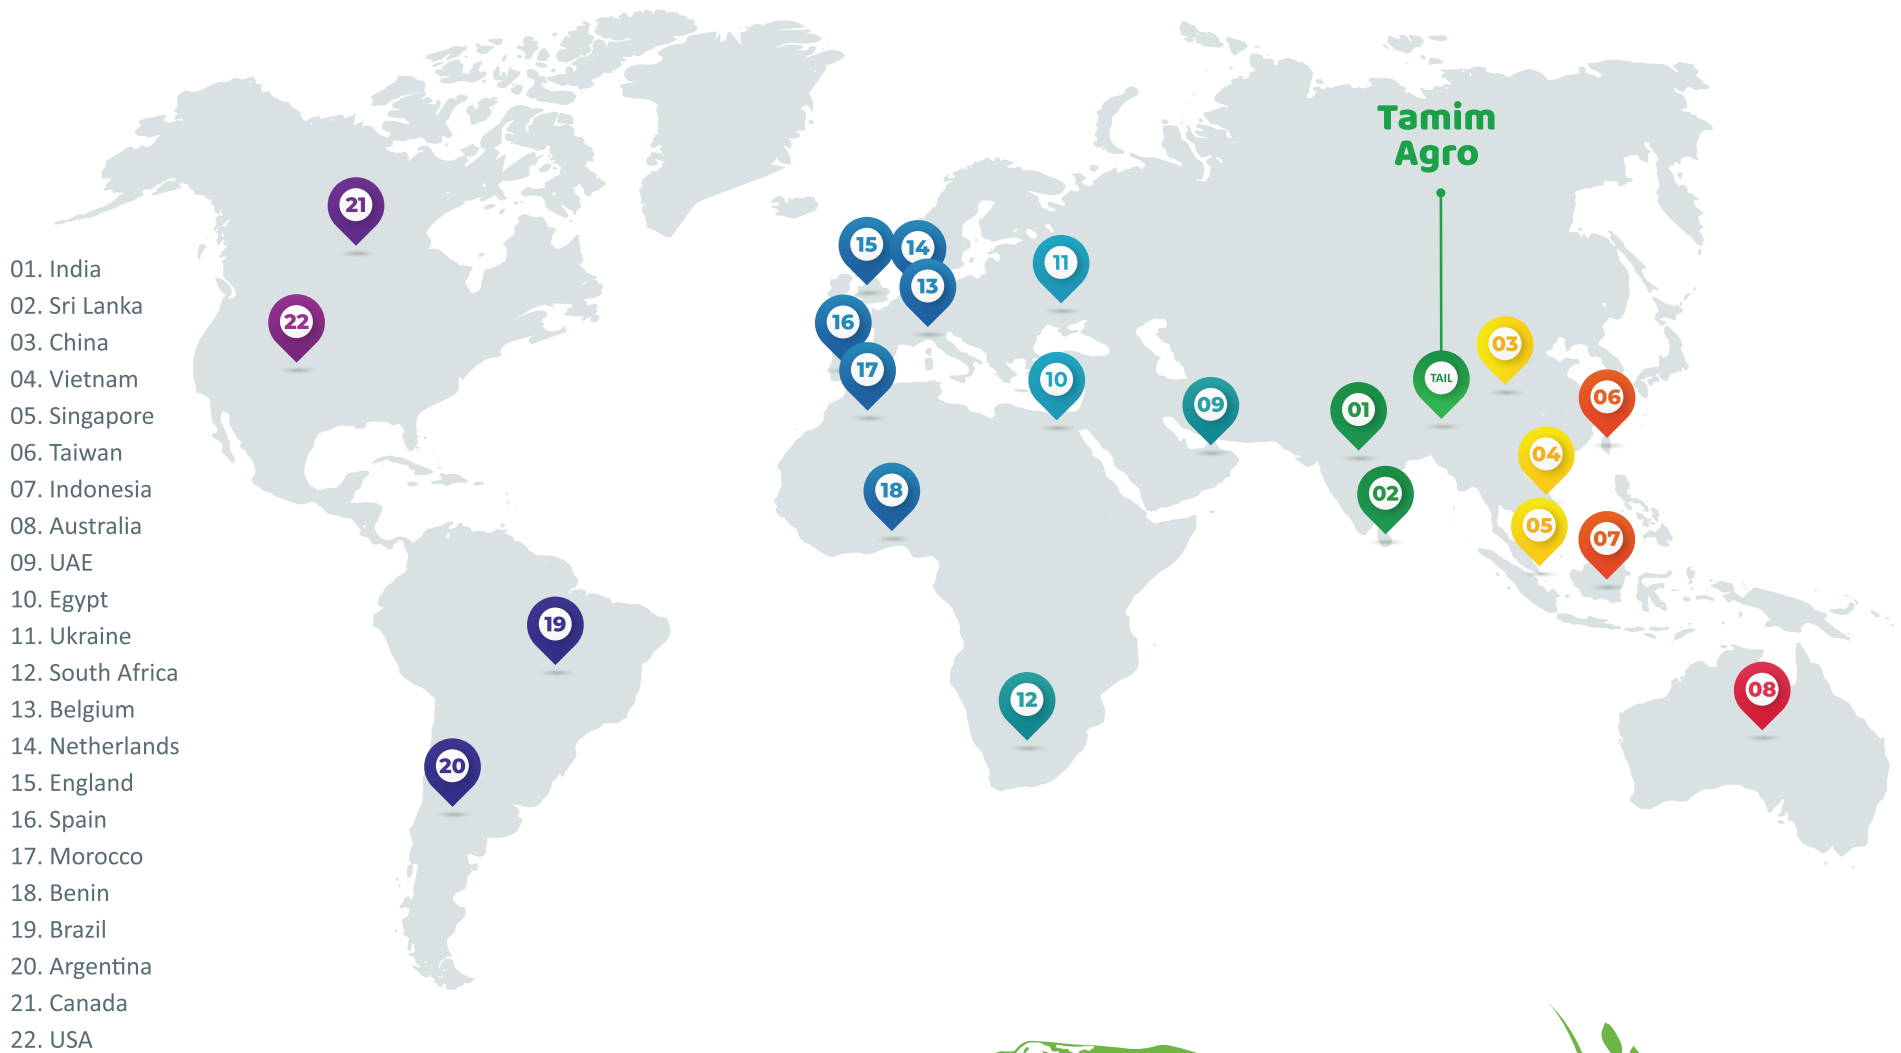 Tamim
Agro
21
15
14
11
01. India
13
02. Sri Lanka
22
16
03. China
03
17
TAIL
04. Vietnam
10
06
09
01
05. Singapore
06. Taiwan
04
07. Indonesia
18
02
08. Australia
05
07
09. UAE
10. Egypt
11. Ukraine
19
12. South Africa
12
08
13. Belgium
14. Netherlands
20
15. England
16. Spain
17. Morocco
18. Benin
19. Brazil
20. Argentina
21. Canada
22. USA